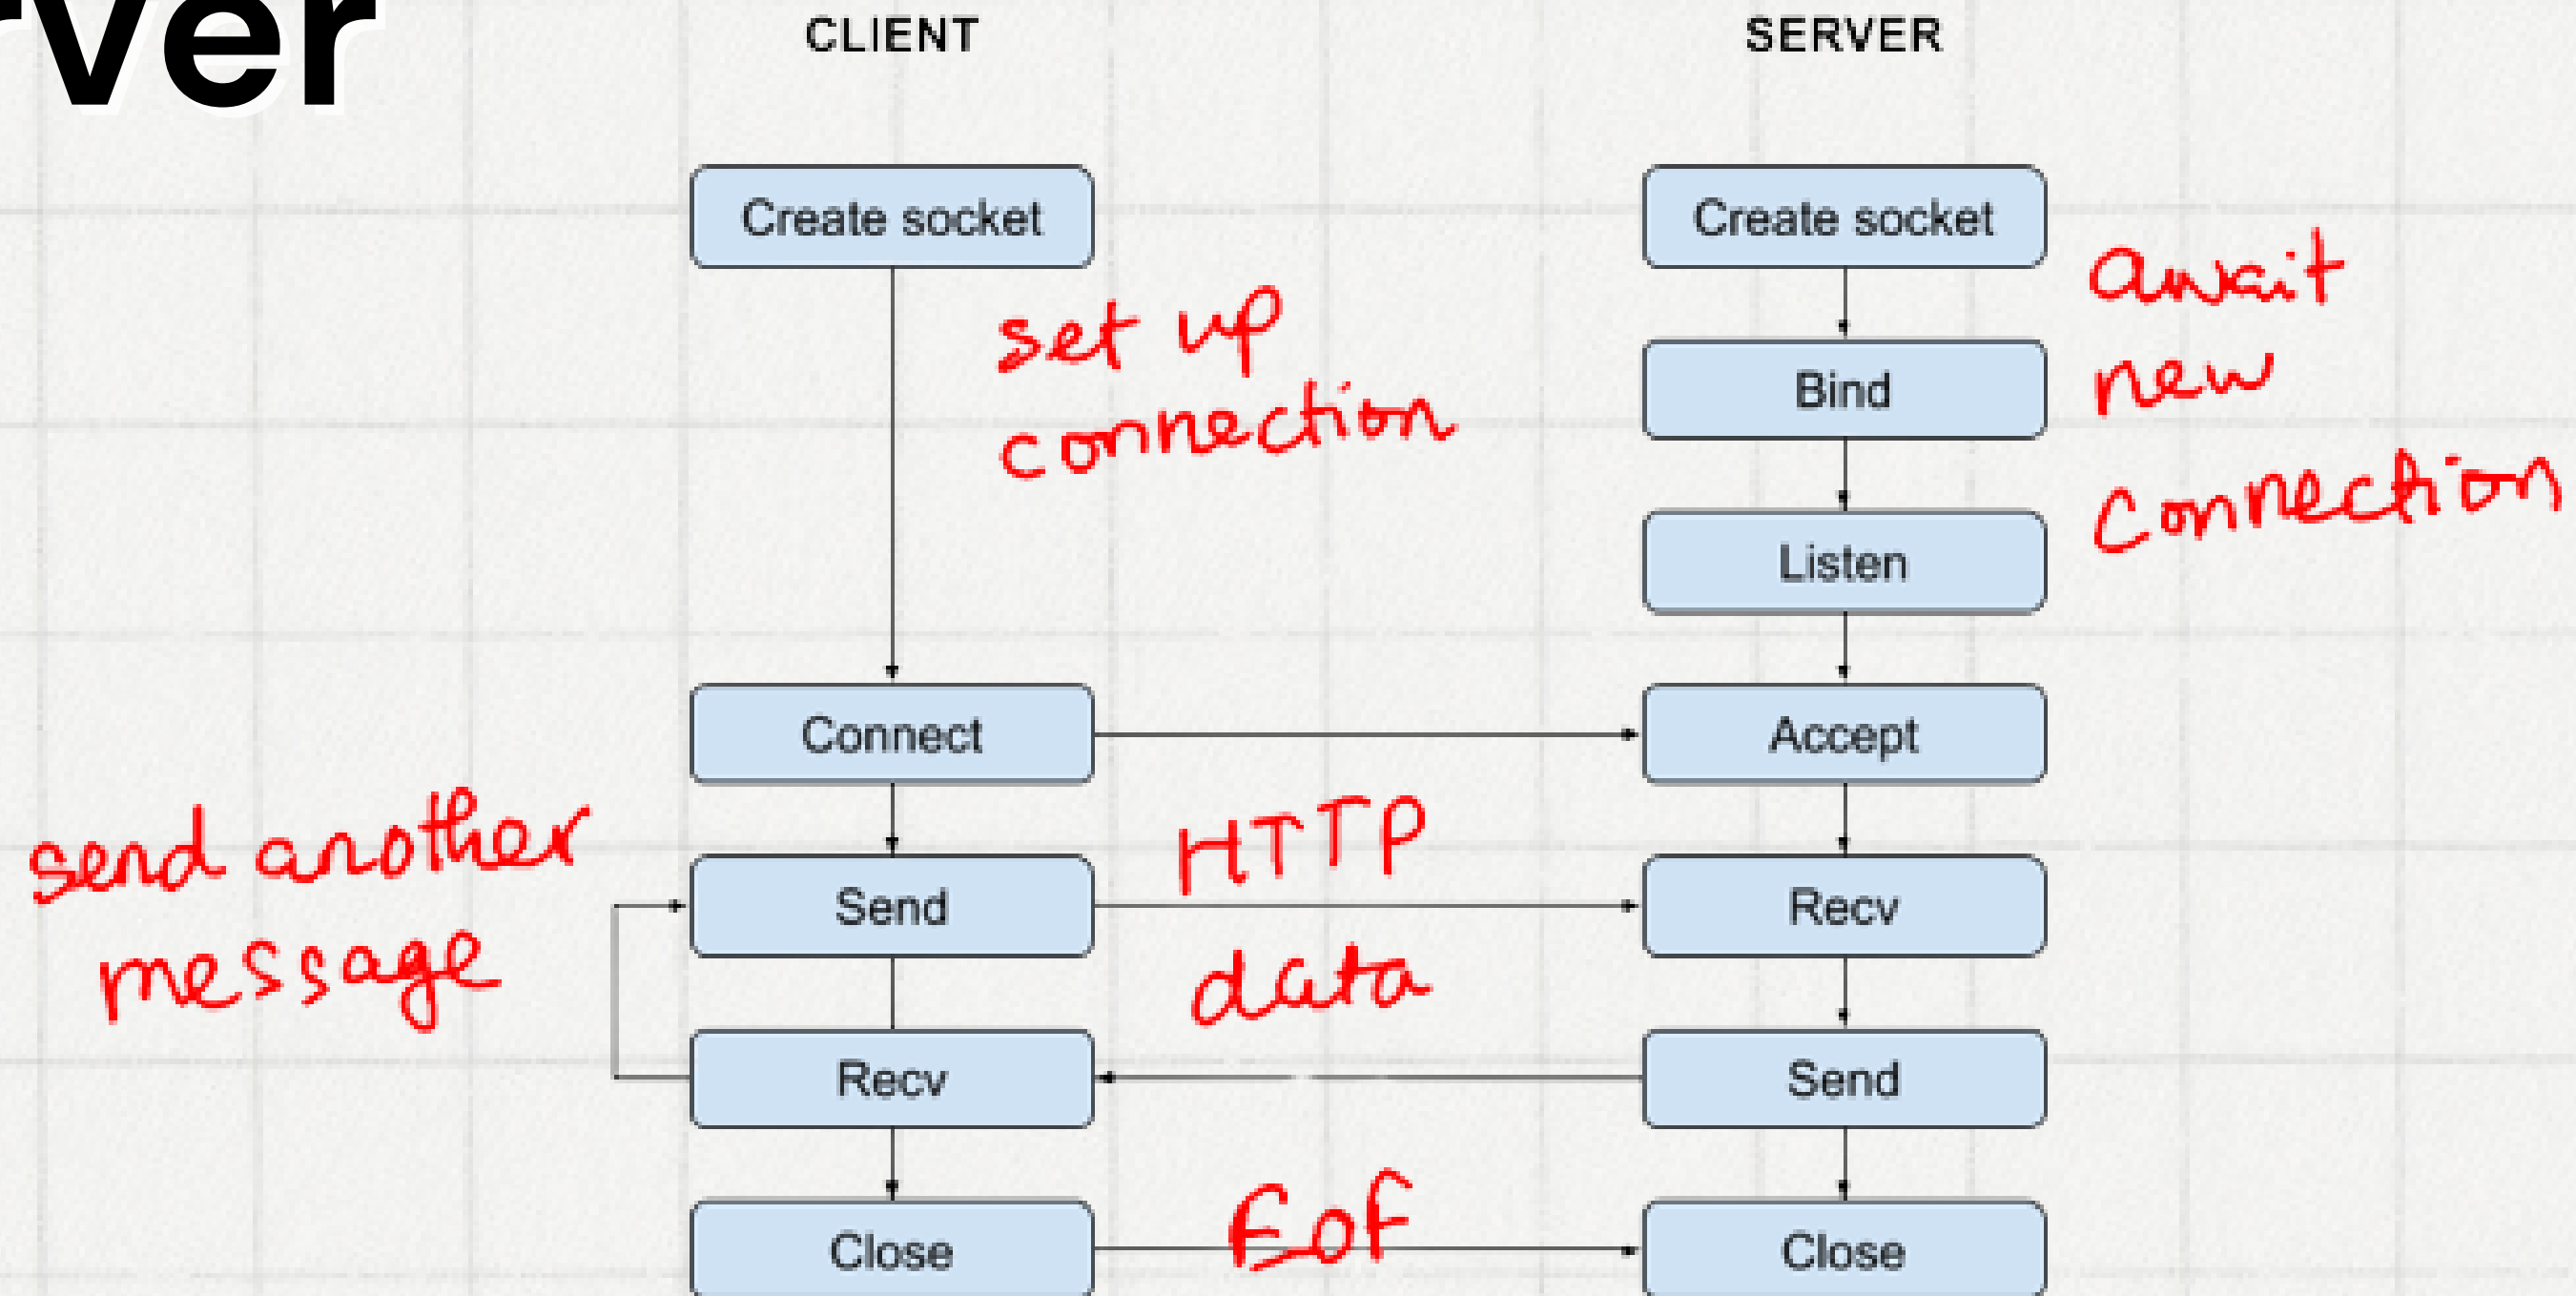 rver
CLIENT
SERVER
Create socket
Create socket
set up
connection
await
new
connection
Bind
Listen
Connect
Accept
send another
message
HTTP
data
Send
Recv
Recv
Send
EOF
Close
Close